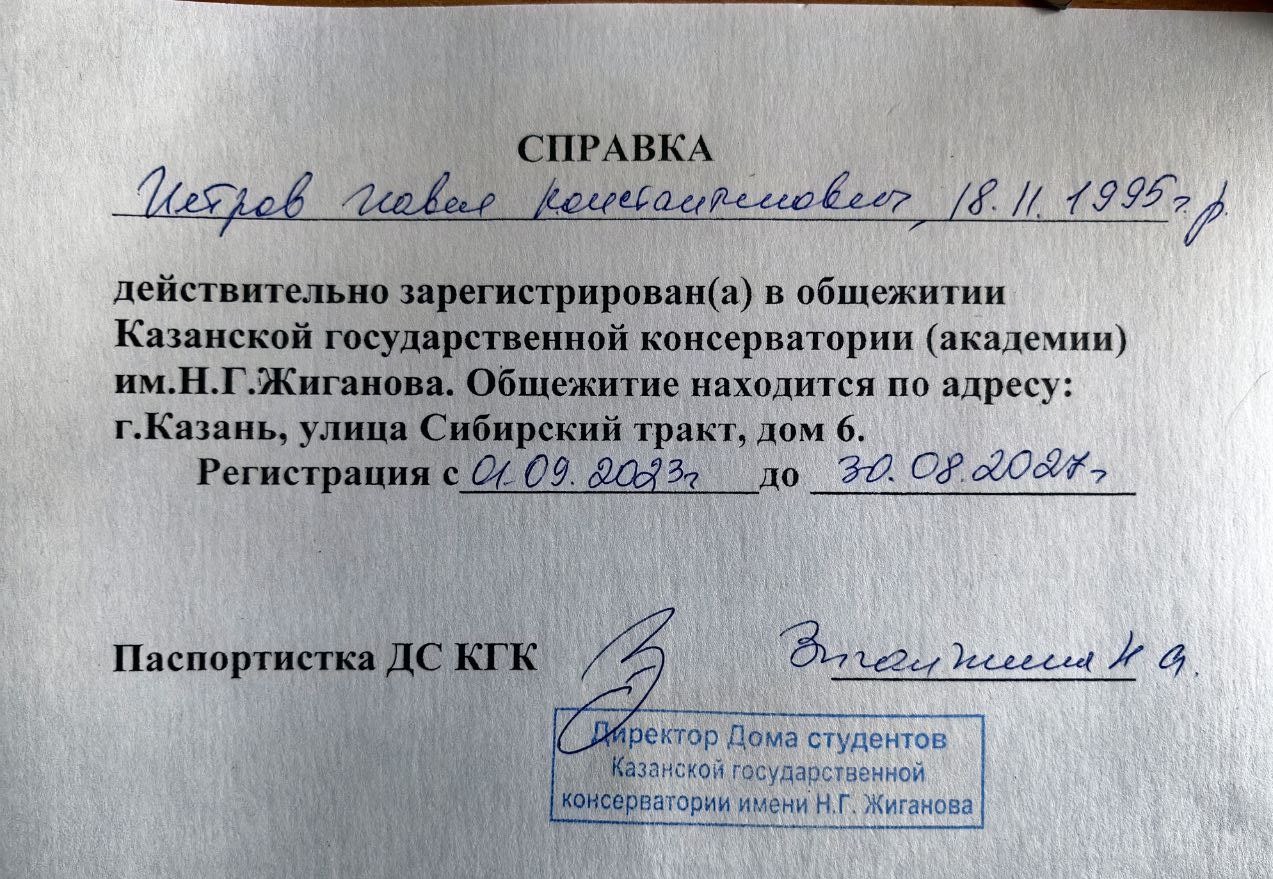 СПРАВКА
Петров Павел Константинович, 18.11.1995 г.р.
действительно зарегистрирован(а) в общежитии
Казанской государственной консерватории (академии)
им.Н.Г.Жиганова. Общежитие находится по адресу:
г.Казань, улица Сибирский тракт, дом 6.
Регистрация с 01.09.2023г до 30.08.2027г
Паспортистка ДС КГК
Директор Дома студентов
Казанской государственной
консерватории имени Н.Г. Жиганова